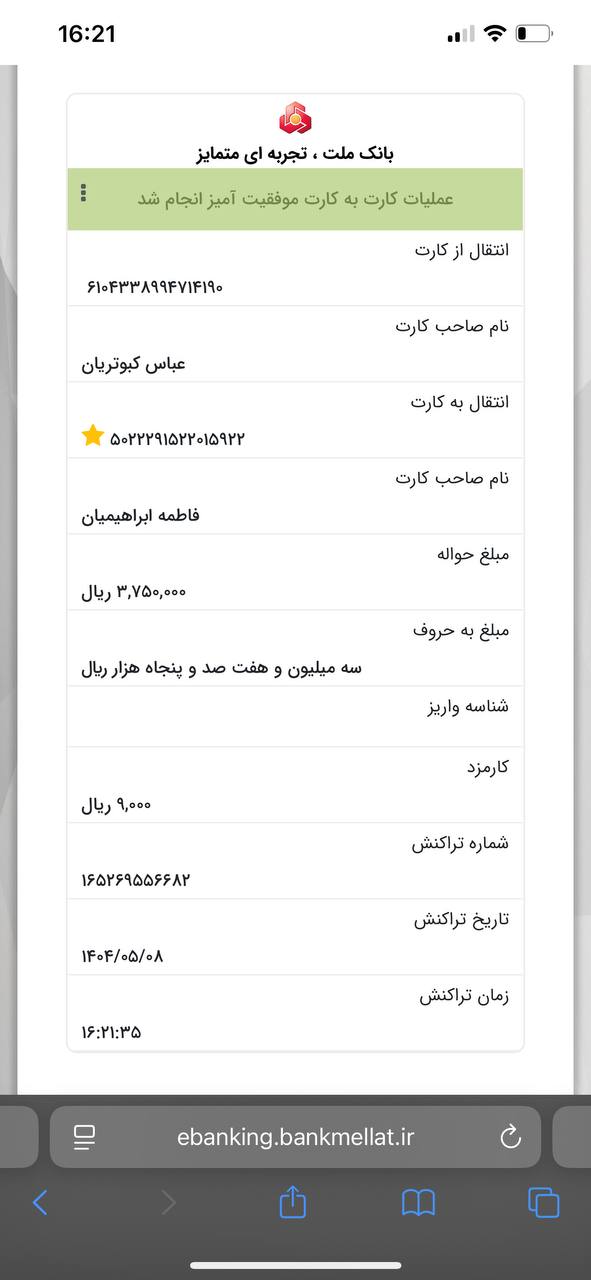 16:21
بانک ملت ، تجربه ای متمایز
عملیات کارت به کارت موفقیت آمیز انجام شد
انتقال از کارت
۶۱۰۴۳۳۸۹۹۴۷۱۴۱۹۰
نام صاحب کارت
عباس کبوتریان
انتقال به کارت
۵۰۲۲۲۹۱۵۲۲۰۱۵۹۲۲
نام صاحب کارت
فاطمه ابراهیمیان
مبلغ حواله
۳,۷۵۰,۰۰۰ ریال
مبلغ به حروف
سه میلیون و هفت صد و پنجاه هزار ریال
شناسه واریز
کارمزد
۹,۰۰۰ ریال
شماره تراکنش
۱۶۵۲۶۹۵۵۶۶۸۲
تاریخ تراکنش
۱۴۰۴/۰۵/۰۸
زمان تراکنش
۱۶:۲۱:۳۵
ebanking.bankmellat.ir